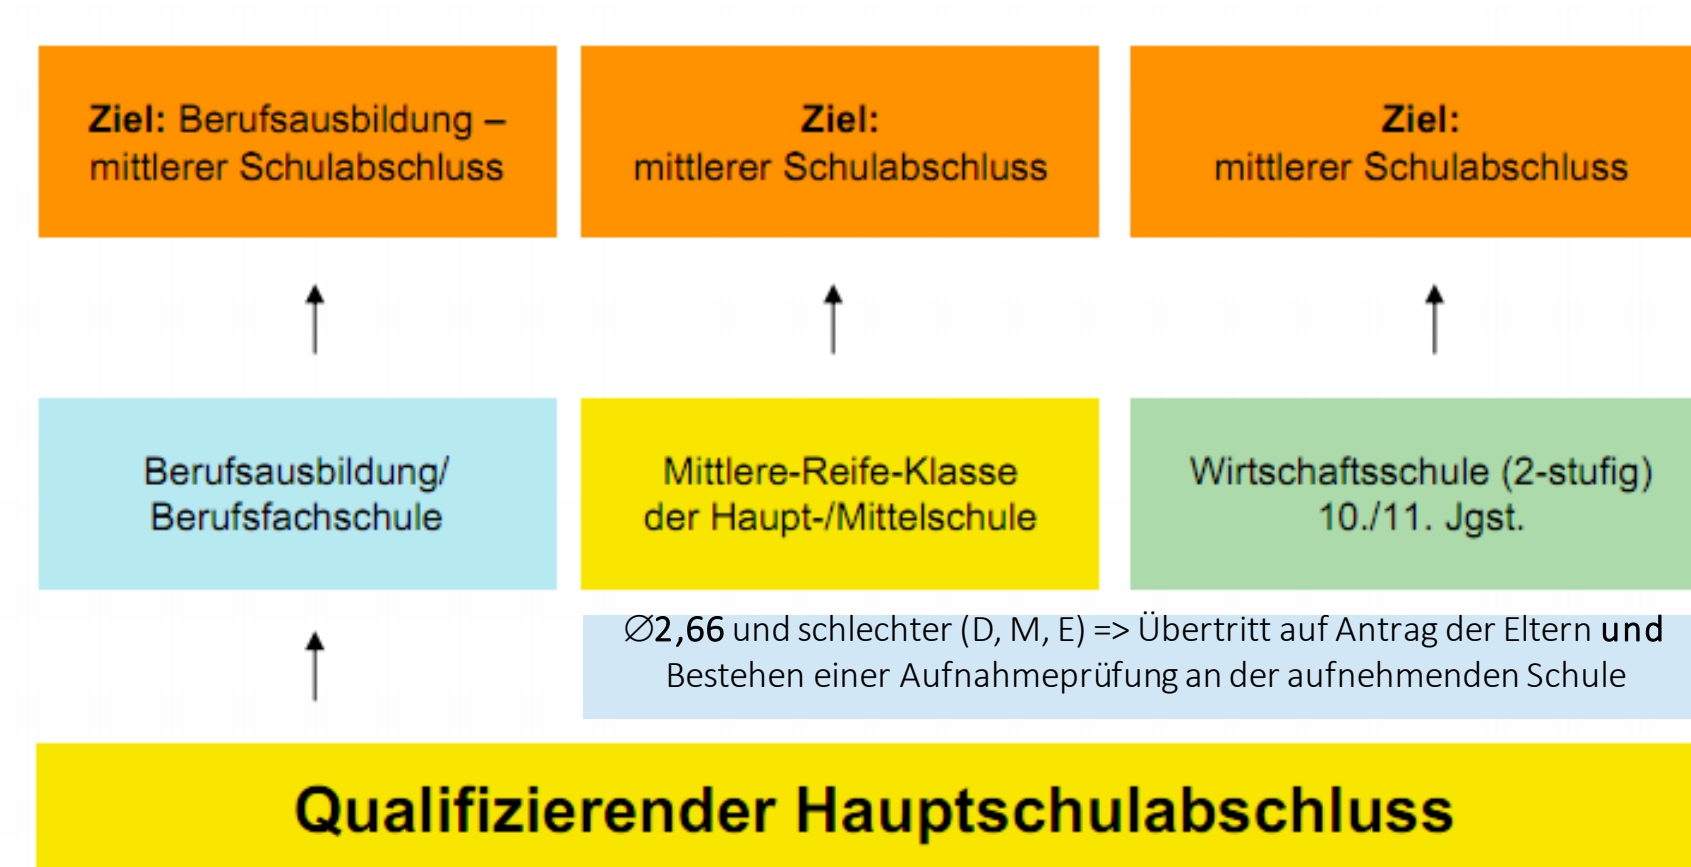 Ziel: Berufsausbildung –
mittlerer Schulabschluss
Ziel:
mittlerer Schulabschluss
Ziel:
mittlerer Schulabschluss
Berufsausbildung/
Berufsfachschule
Mittlere-Reife-Klasse
der Haupt-/Mittelschule
Wirtschaftsschule (2-stufig)
10./11. Jgst.
∅2,66 und schlechter (D, M, E) => Übertritt auf Antrag der Eltern und
Bestehen einer Aufnahmeprüfung an der aufnehmenden Schule
Qualifizierender Hauptschulabschluss